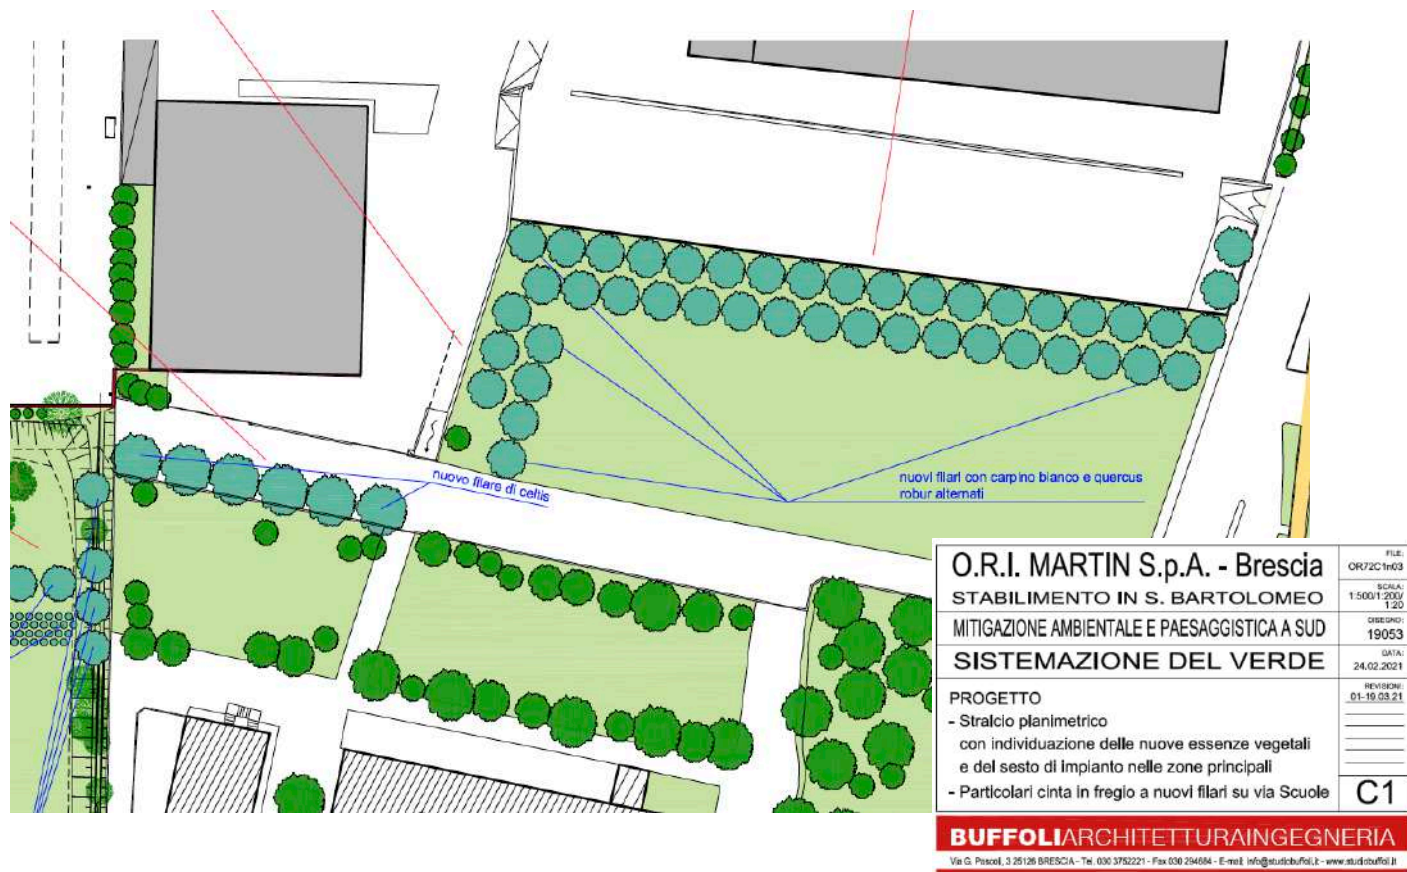 nuovo filare di celtis
nuovi filari con carpino bianco e quercus
robur alternati
O.R.I. MARTIN S.p.A. - Brescia
STABILIMENTO IN S. BARTOLOMEO
MITIGAZIONE AMBIENTALE E PAESAGGISTICA A SUD
SISTEMAZIONE DEL VERDE
PROGETTO
- Stralcio planimetrico
con individuazione delle nuove essenze vegetali
e del sesto di impianto nelle zone principali
- Particolari cinta in fregio a nuovi filari su via Scuole
FILE:
OR72C1n03
SCALA:
1:500/1:200/
1:20
DISEGNO:
19053
DATA:
24.02.2021
REVISIONI:
01-19.03.21
C1
BUFFOLIARCHITETTURAINGEGNERIA
Via G. Pascoli, 3 25126 BRESCIA - Tel. 030 3752221 - Fax 030 294684 - E-mail: info@studiobuffoli.it - www.studiobuffoli.it